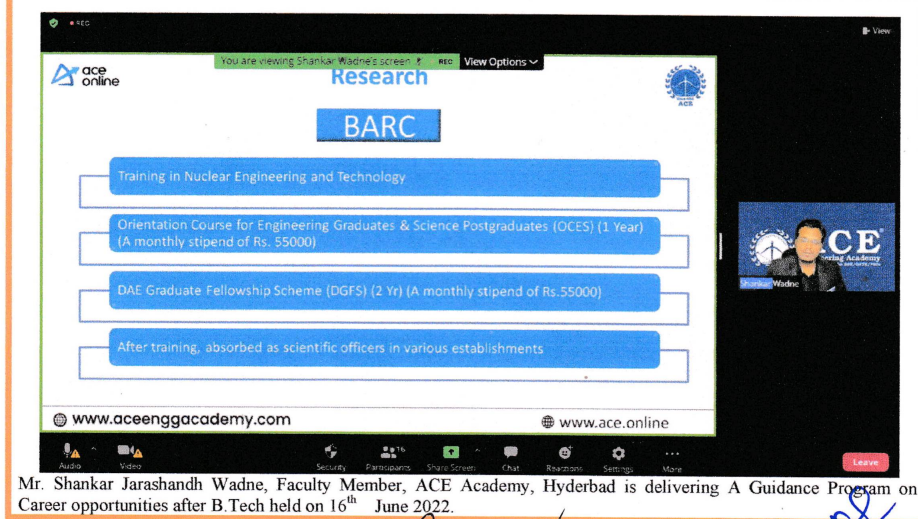 REC
View
You are viewing Shankar Wadne's screen REC View Options
ace
online
Research
ACE
BARC
Training in Nuclear Engineering and Technology
Orientation Course for Engineering Graduates & Science Postgraduates (OCES) (1 Year)
(A monthly stipend of Rs. 55000)
DAE Graduate Fellowship Scheme (DGFS) (2 Yr) (A monthly stipend of Rs.55000)
After training, absorbed as scientific officers in various establishments
CE
ering Academy
Shankar Wadne
www.aceenggacademy.com
www.ace.online
16
Audio Video Security Participants Share Screen Chat Reactions Settings More Leave
Mr. Shankar Jarashandh Wadne, Faculty Member, ACE Academy, Hyderbad is delivering A Guidance Program on
Career opportunities after B.Tech held on 16th June 2022.